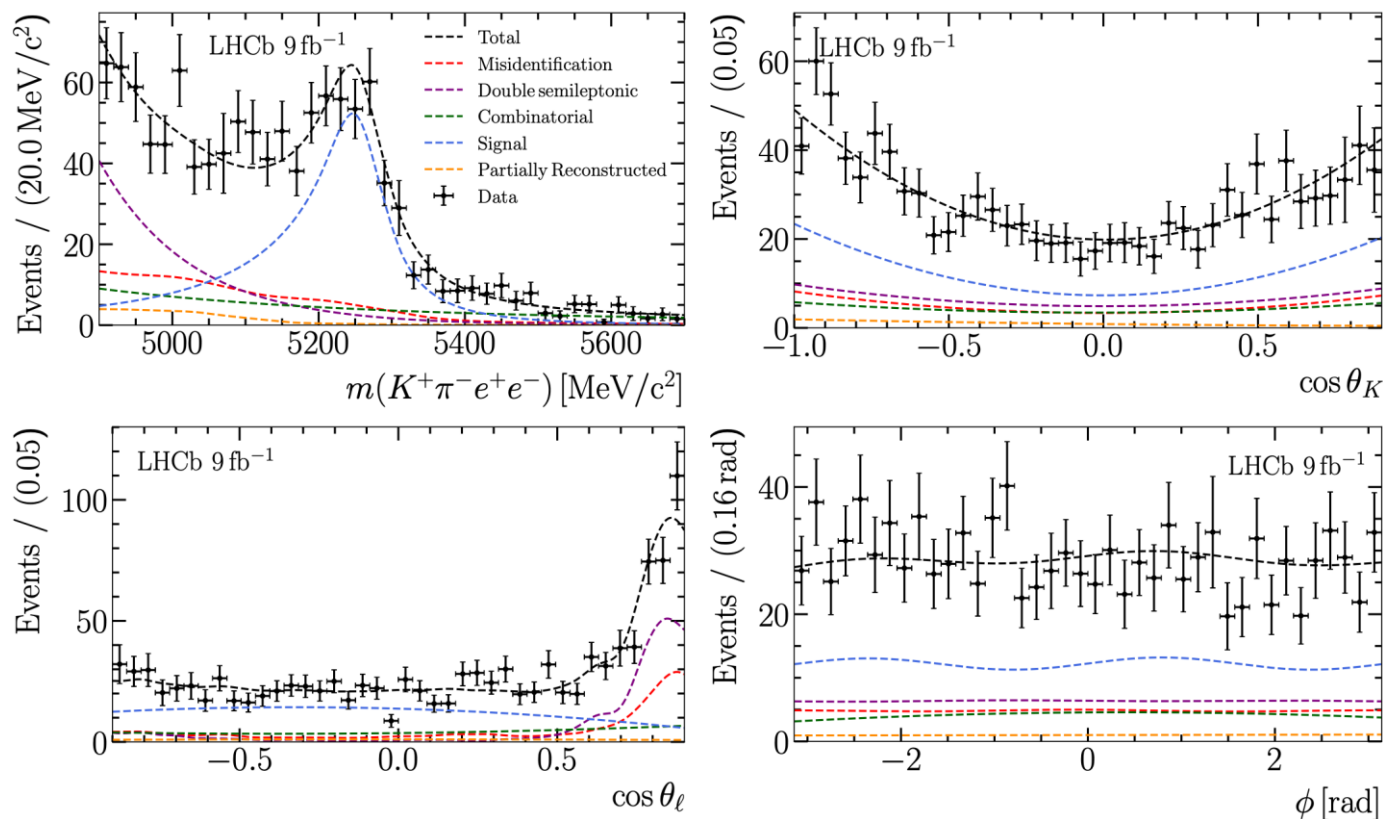 Events / (20.0 MeV/c²)
LHCb 9 fb⁻¹
Total
Misidentification
Double semileptonic
Combinatorial
Signal
Partially Reconstructed
Data
60
40
20
0
5000 5200 5400 5600
m(K⁺π⁻e⁺e⁻) [MeV/c²]
Events / (0.05)
LHCb 9 fb⁻¹
60
40
20
0
−1.0 −0.5 0.0 0.5
cos θ_K
Events / (0.05)
LHCb 9 fb⁻¹
100
50
0
−0.5 0.0 0.5
cos θ_ℓ
Events / (0.16 rad)
LHCb 9 fb⁻¹
40
20
0
−2 0 2
ϕ [rad]